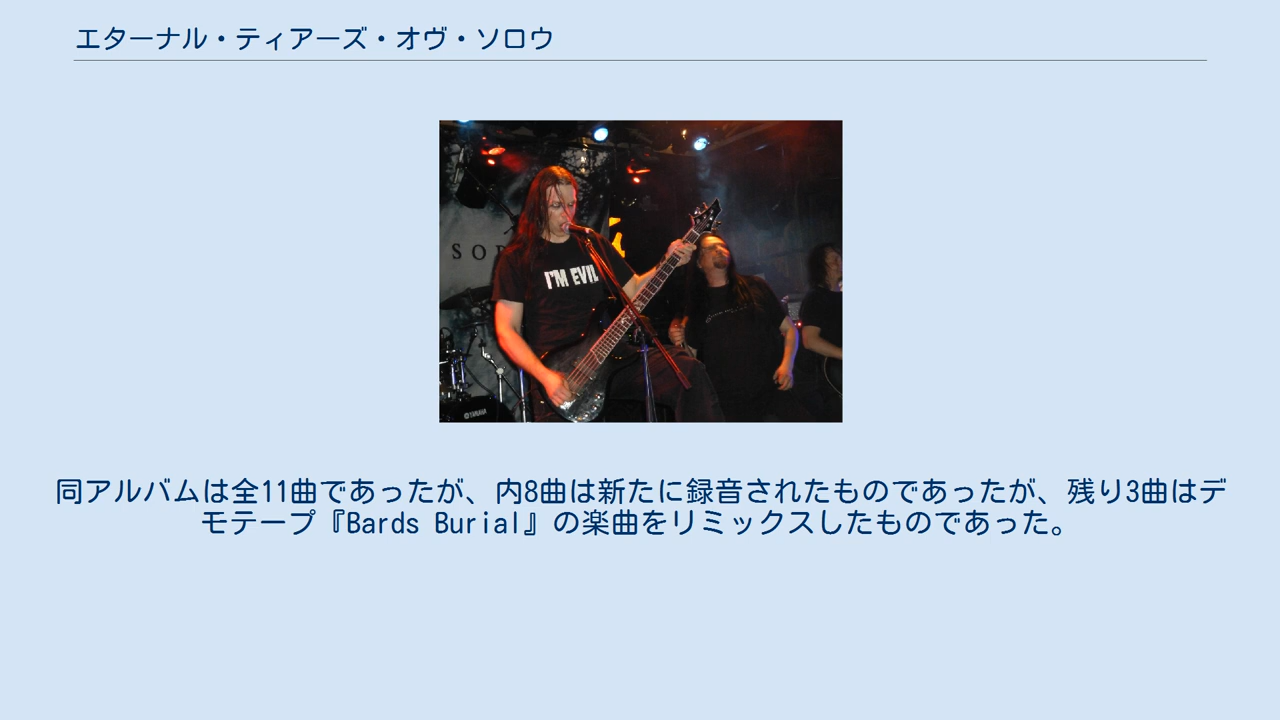 エターナル・ティアーズ・オヴ・ソロウ
SOR
I'M EVIL
YAMAHA
同アルバムは全11曲であったが、内8曲は新たに録音されたものであったが、残り3曲はデ
モテープ『Bards Burial』の楽曲をリミックスしたものであった。